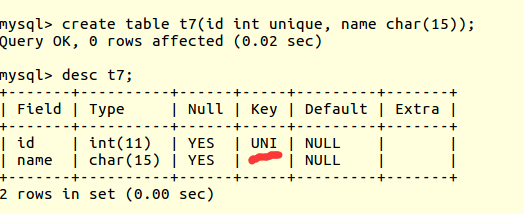 mysql> create table t7(id int unique, name char(15));
Query OK, 0 rows affected (0.02 sec)
mysql> desc t7;
+-------+----------+------+-----+---------+-------+
| Field | Type     | Null | Key | Default | Extra |
+-------+----------+------+-----+---------+-------+
| id    | int(11)  | YES  | UNI | NULL    |       |
| name  | char(15) | YES  |     | NULL    |       |
+-------+----------+------+-----+---------+-------+
2 rows in set (0.00 sec)